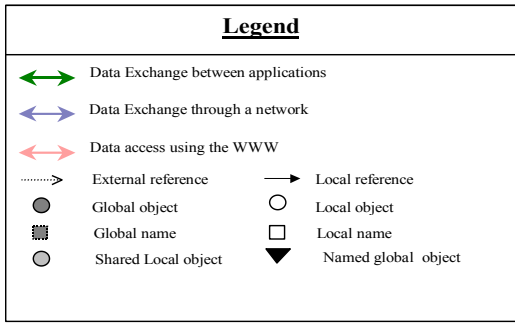 Legend
Data Exchange between applications
Data Exchange through a network
Data access using the WWW
External reference Local reference
Global object Local object
Global name Local name
Shared Local object Named global object